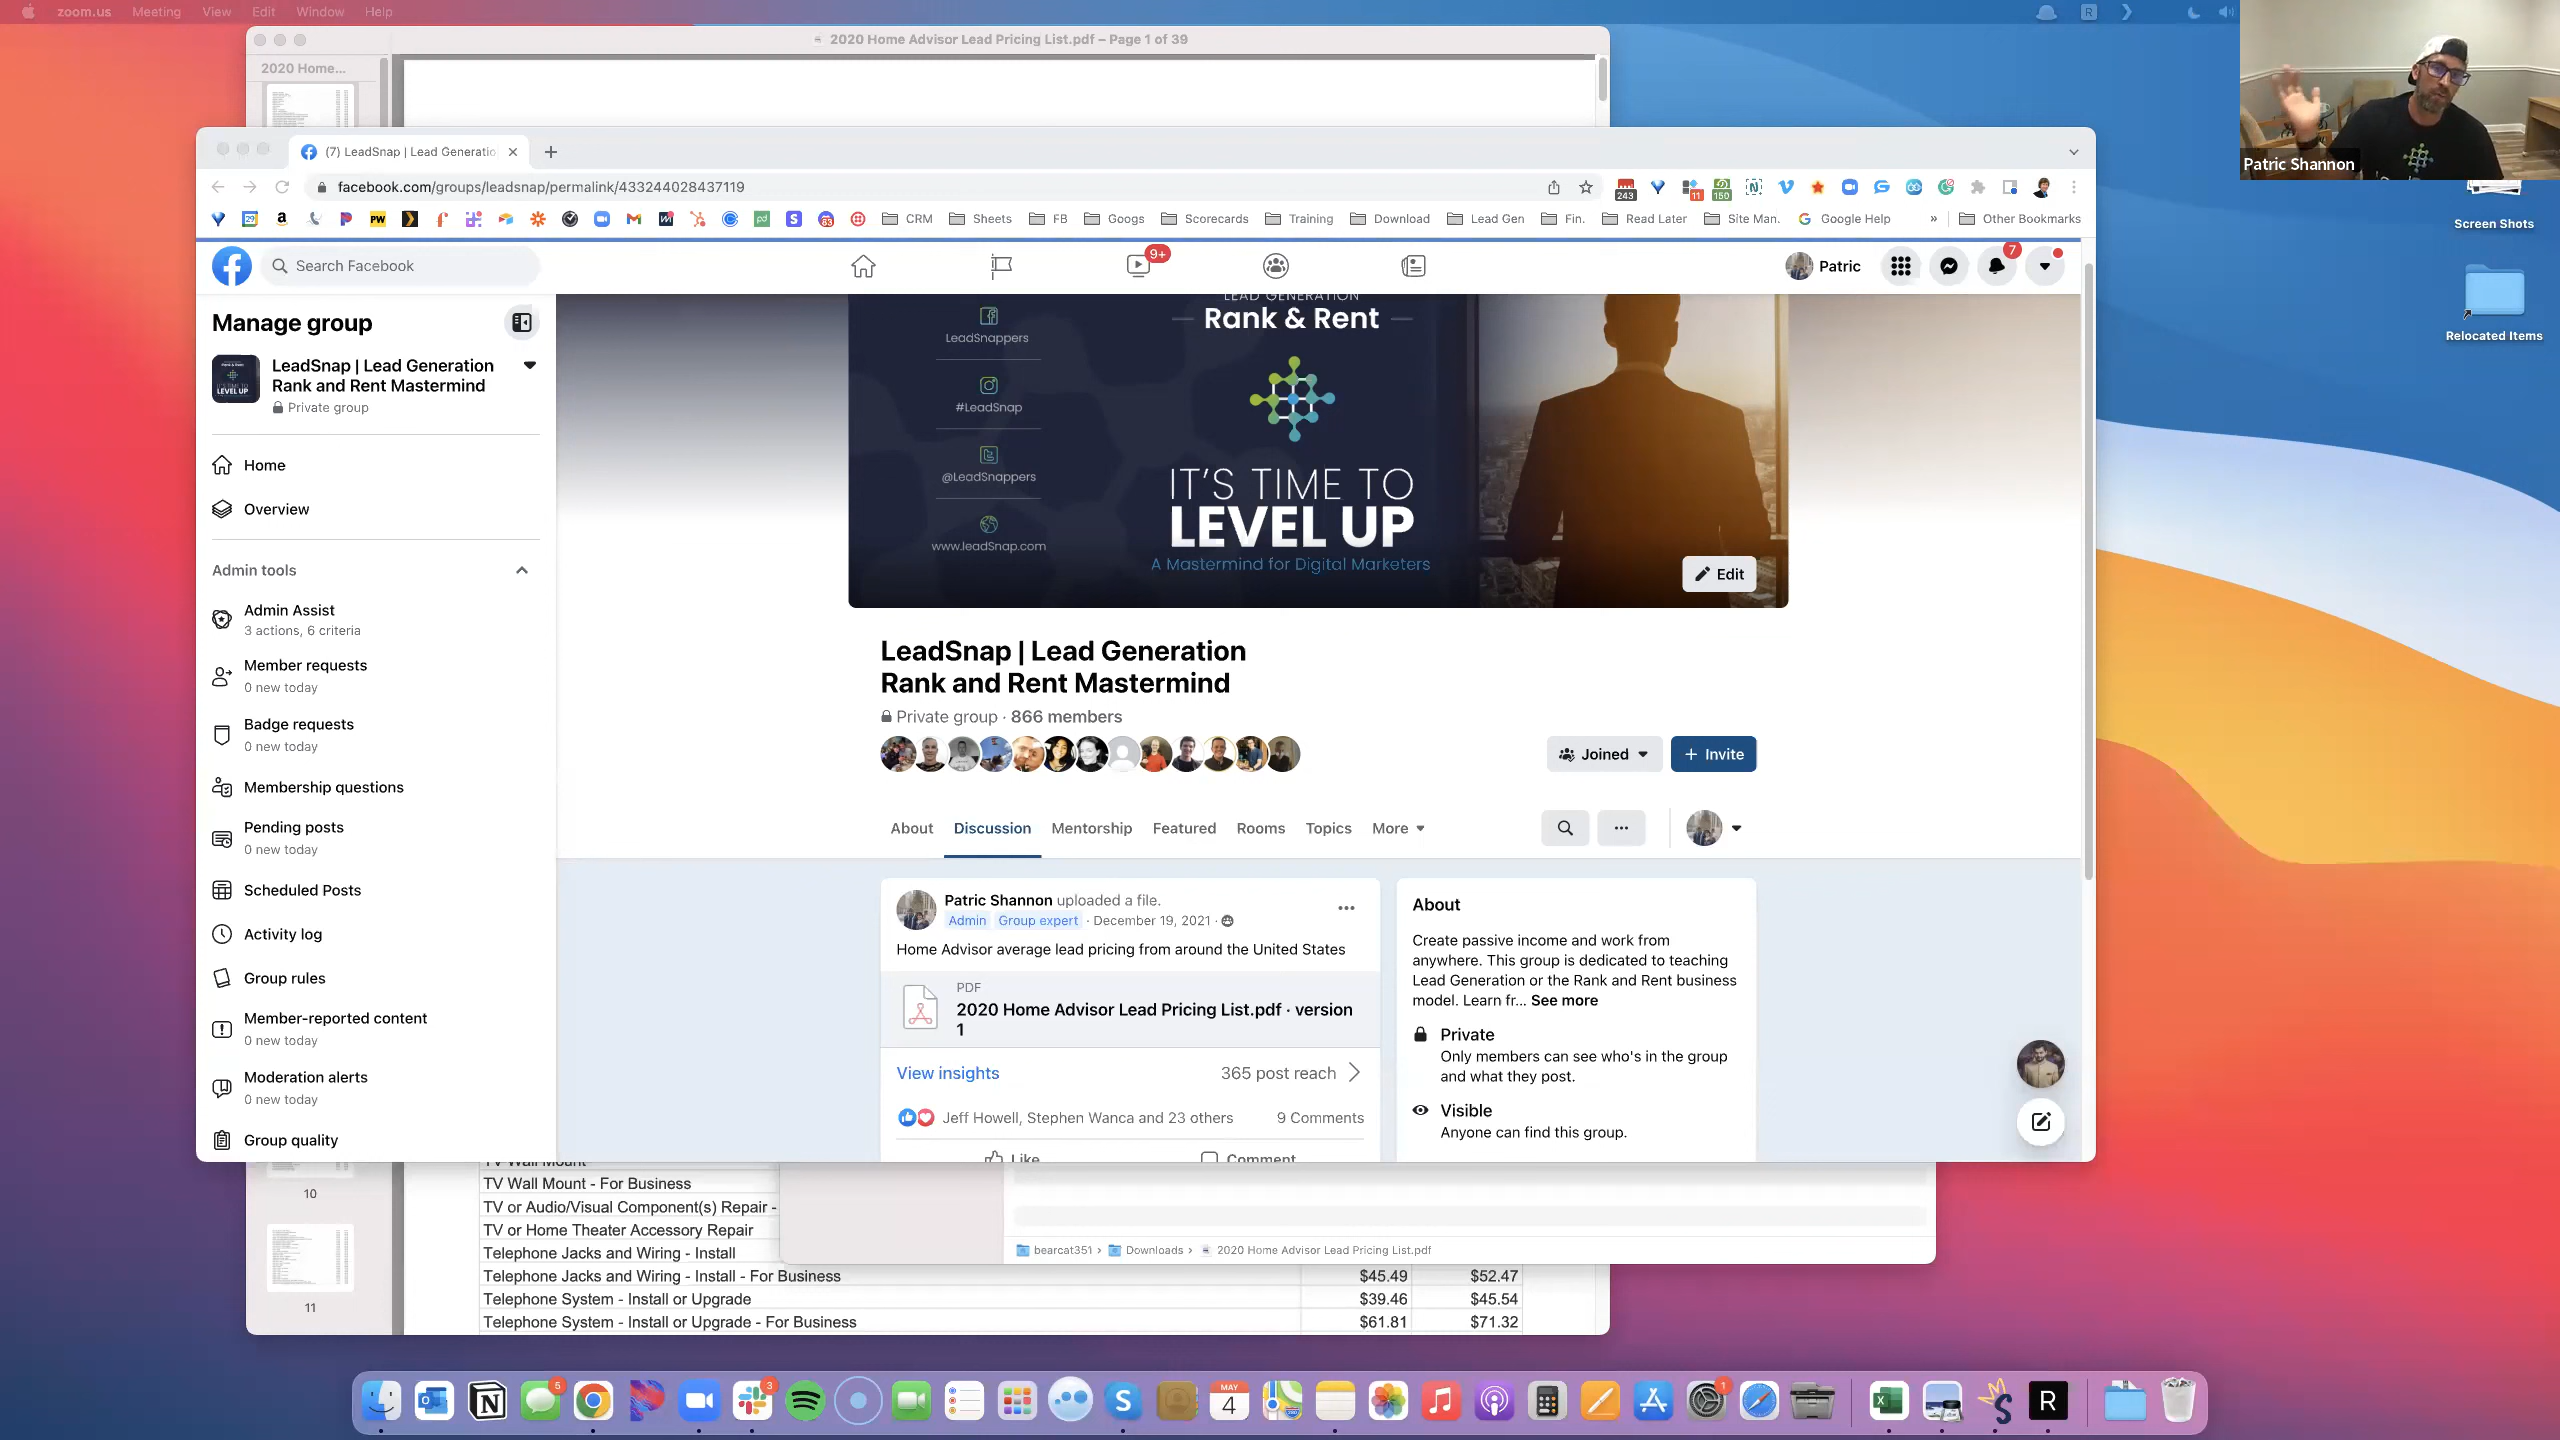 zoom.us Meeting View Edit Window Help
2020 Home Advisor Lead Pricing List.pdf – Page 1 of 39
2020 Home...
Patric Shannon
Screen Shots
Relocated Items
(7) LeadSnap | Lead Generatio
facebook.com/groups/leadsnap/permalink/433244028437119
243
11
150
CRM Sheets FB Googs Scorecards Training Download Lead Gen Fin. Read Later Site Man. Google Help » Other Bookmarks
Search Facebook
9+
Patric
7
Manage group
LeadSnap | Lead Generation
Rank and Rent Mastermind
Private group
Home
Overview
Admin tools
Admin Assist
3 actions, 6 criteria
Member requests
0 new today
Badge requests
0 new today
Membership questions
Pending posts
0 new today
Scheduled Posts
Activity log
Group rules
Member-reported content
0 new today
Moderation alerts
0 new today
Group quality
LeadSnappers
#LeadSnap
@LeadSnappers
www.leadSnap.com
LEAD GENERATION
Rank & Rent
IT'S TIME TO
LEVEL UP
A Mastermind for Digital Marketers
Edit
LeadSnap | Lead Generation
Rank and Rent Mastermind
Private group · 866 members
Joined
+ Invite
About Discussion Mentorship Featured Rooms Topics More
Patric Shannon uploaded a file.
Admin Group expert · December 19, 2021 ·
Home Advisor average lead pricing from around the United States
PDF
2020 Home Advisor Lead Pricing List.pdf · version
1
View insights
365 post reach
Jeff Howell, Stephen Wanca and 23 others
9 Comments
Like
Comment
About
Create passive income and work from
anywhere. This group is dedicated to teaching
Lead Generation or the Rank and Rent business
model. Learn fr... See more
Private
Only members can see who's in the group
and what they post.
Visible
Anyone can find this group.
10
11
TV Wall Mount
TV Wall Mount - For Business
TV or Audio/Visual Component(s) Repair -
TV or Home Theater Accessory Repair
Telephone Jacks and Wiring - Install
Telephone Jacks and Wiring - Install - For Business $45.49 $52.47
Telephone System - Install or Upgrade $39.46 $45.54
Telephone System - Install or Upgrade - For Business $61.81 $71.32
bearcat351 › Downloads › 2020 Home Advisor Lead Pricing List.pdf
5
3
MAY
4
1